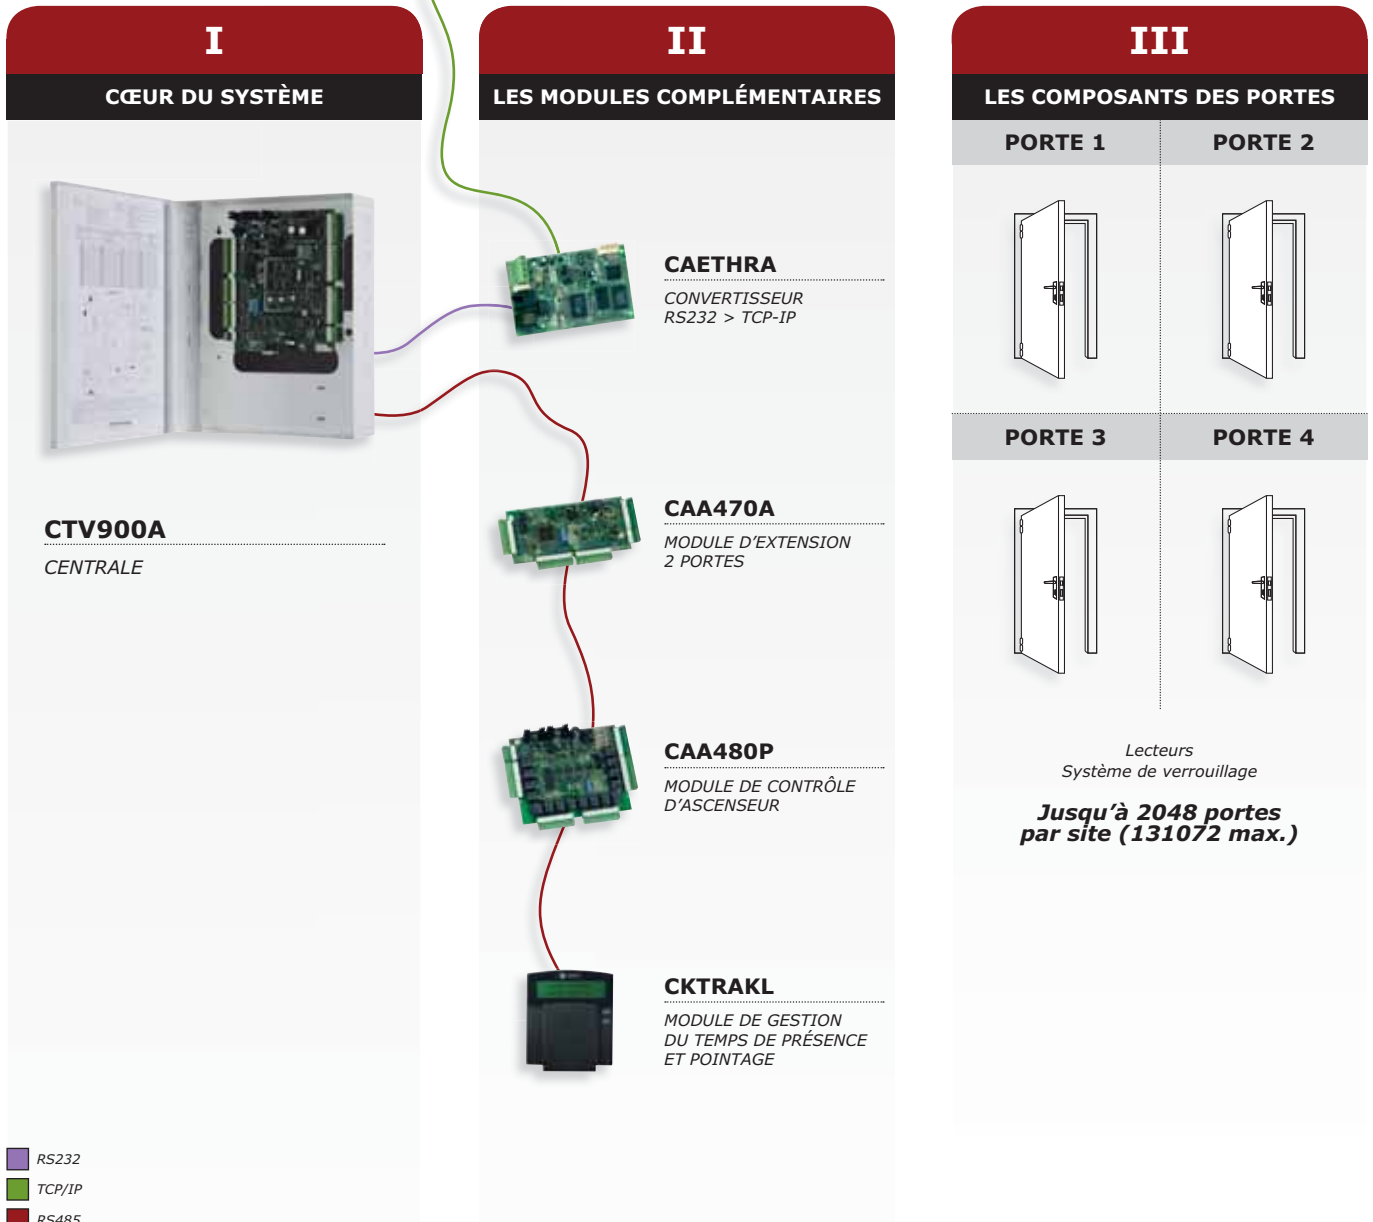 I
CŒUR DU SYSTÈME
CTV900A
CENTRALE
II
LES MODULES COMPLÉMENTAIRES
CAETHRA
CONVERTISSEUR
RS232 > TCP-IP
CAA470A
MODULE D’EXTENSION
2 PORTES
CAA480P
MODULE DE CONTRÔLE
D’ASCENSEUR
CKTRAKL
MODULE DE GESTION
DU TEMPS DE PRÉSENCE
ET POINTAGE
III
LES COMPOSANTS DES PORTES
PORTE 1
PORTE 2
PORTE 3
PORTE 4
Lecteurs
Système de verrouillage
Jusqu’à 2048 portes
par site (131072 max.)
RS232
TCP/IP
RS485